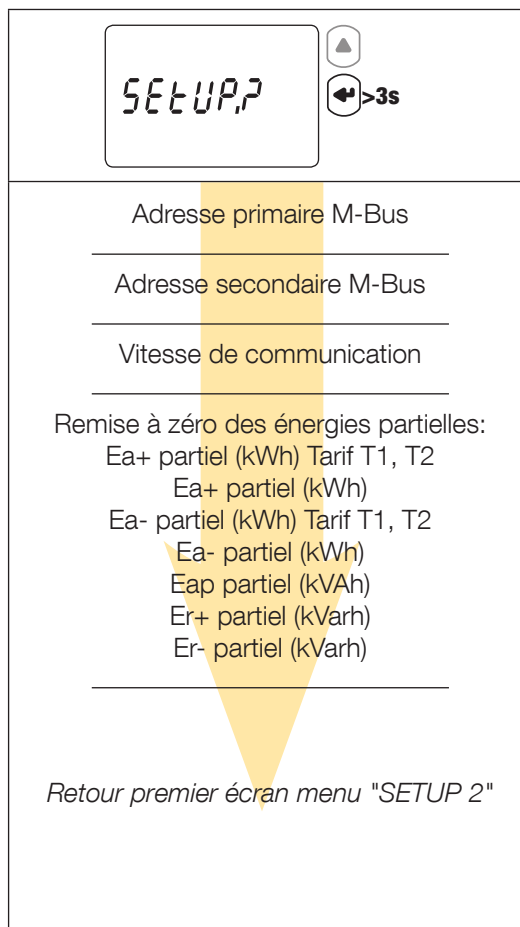 SEtUP,?
>3s
Adresse primaire M-Bus
Adresse secondaire M-Bus
Vitesse de communication
Remise à zéro des énergies partielles:
Ea+ partiel (kWh) Tarif T1, T2
Ea+ partiel (kWh)
Ea- partiel (kWh) Tarif T1, T2
Ea- partiel (kWh)
Eap partiel (kVAh)
Er+ partiel (kVarh)
Er- partiel (kVarh)
Retour premier écran menu "SETUP 2"